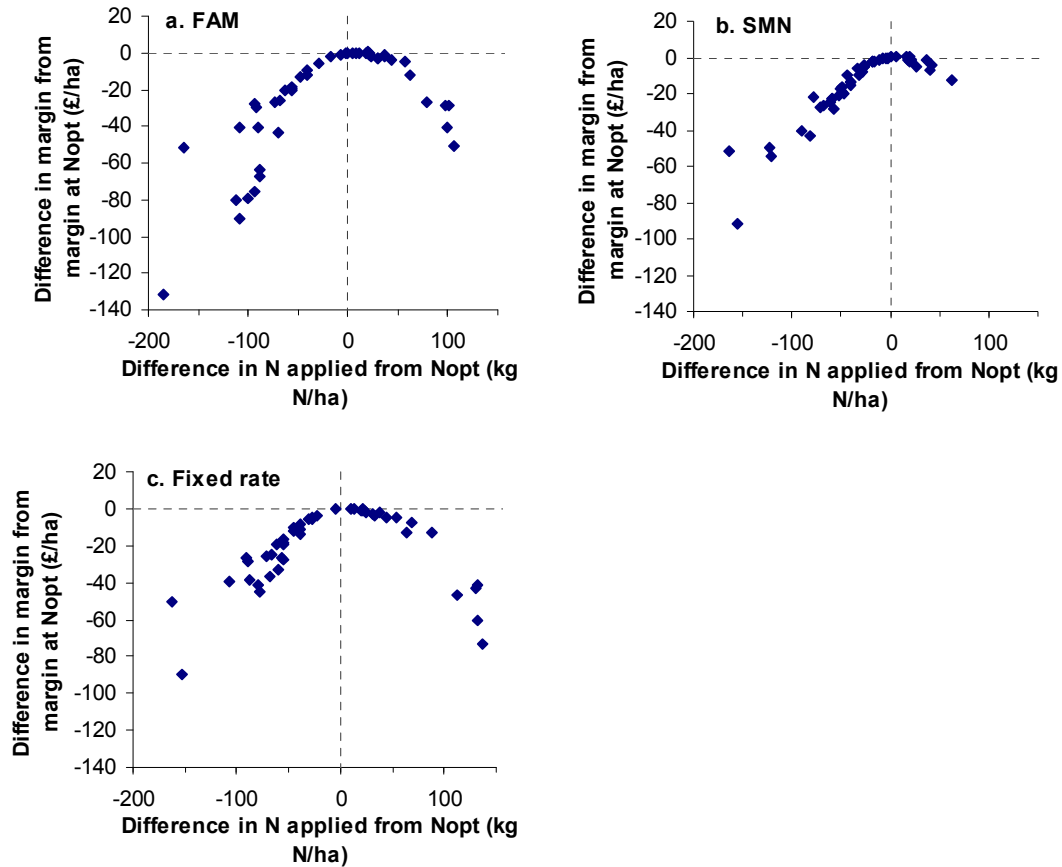 a. FAM
20
0
-20
-40
-60
-80
-100
-120
-140
-200
-100
0
100
Difference in margin from
margin at Nopt (£/ha)
Difference in N applied from Nopt (kg
N/ha)
b. SMN
20
0
-20
-40
-60
-80
-100
-120
-140
-200
-100
0
100
Difference in margin from
margin at Nopt (£/ha)
Difference in N applied from Nopt (kg
N/ha)
c. Fixed rate
20
0
-20
-40
-60
-80
-100
-120
-140
-200
-100
0
100
Difference in margin from
margin at Nopt (£/ha)
Difference in N applied from Nopt (kg
N/ha)